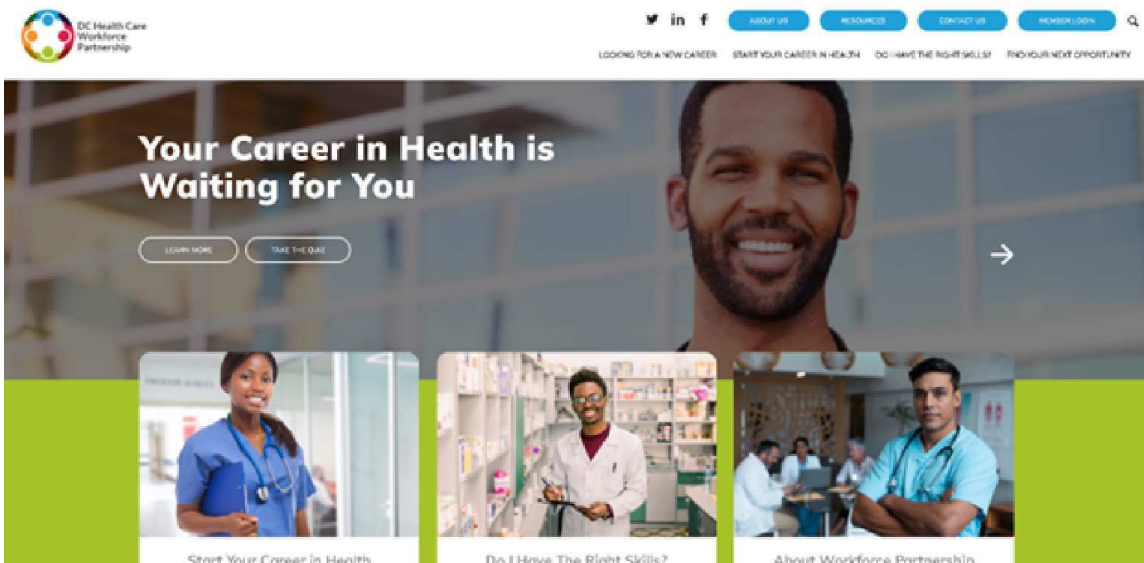 DC Health Care
Workforce
Partnership
ABOUT US
RESOURCES
CONTACT US
MEMBER LOGIN
LOOKING FOR A NEW CAREER
START YOUR CAREER IN HEALTH
DO I HAVE THE RIGHT SKILLS?
FIND YOUR NEXT OPPORTUNITY
Your Career in Health is
Waiting for You
LEARN MORE
TAKE THE QUIZ
Start Your Career in Health
Do I Have The Right Skills?
About Workforce Partnership